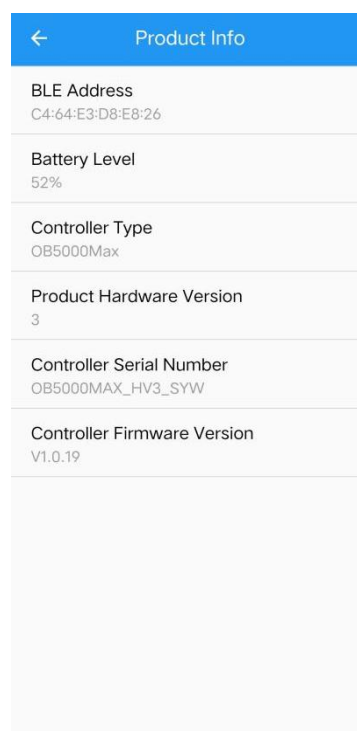 Product Info
BLE Address
C4:64:E3:D8:E8:26
Battery Level
52%
Controller Type
OB5000Max
Product Hardware Version
3
Controller Serial Number
OB5000MAX_HV3_SYW
Controller Firmware Version
V1.0.19